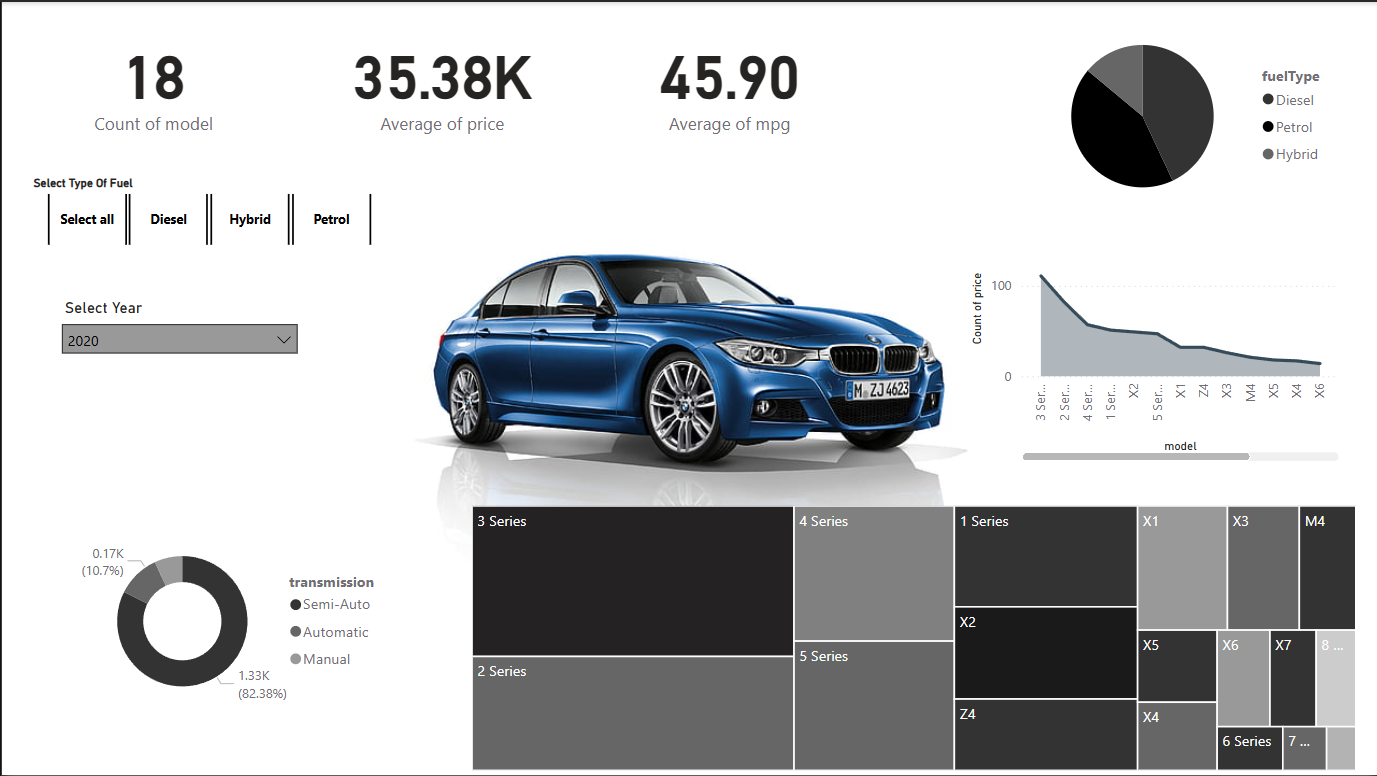 18
Count of model
35.38K
Average of price
45.90
Average of mpg
fuelType
Diesel
Petrol
Hybrid
Select Type Of Fuel
Select all
Diesel
Hybrid
Petrol
Select Year
2020
M ZJ 4623
Count of price
100
0
3 Ser...
2 Ser...
4 Ser...
1 Ser...
X2
5 Ser...
X1
Z4
X3
M4
X5
X4
X6
model
0.17K
(10.7%)
1.33K
(82.38%)
transmission
Semi-Auto
Automatic
Manual
3 Series
2 Series
4 Series
5 Series
1 Series
X2
Z4
X1
X3
M4
X5
X4
X6
X7
8 ...
6 Series
7 ...